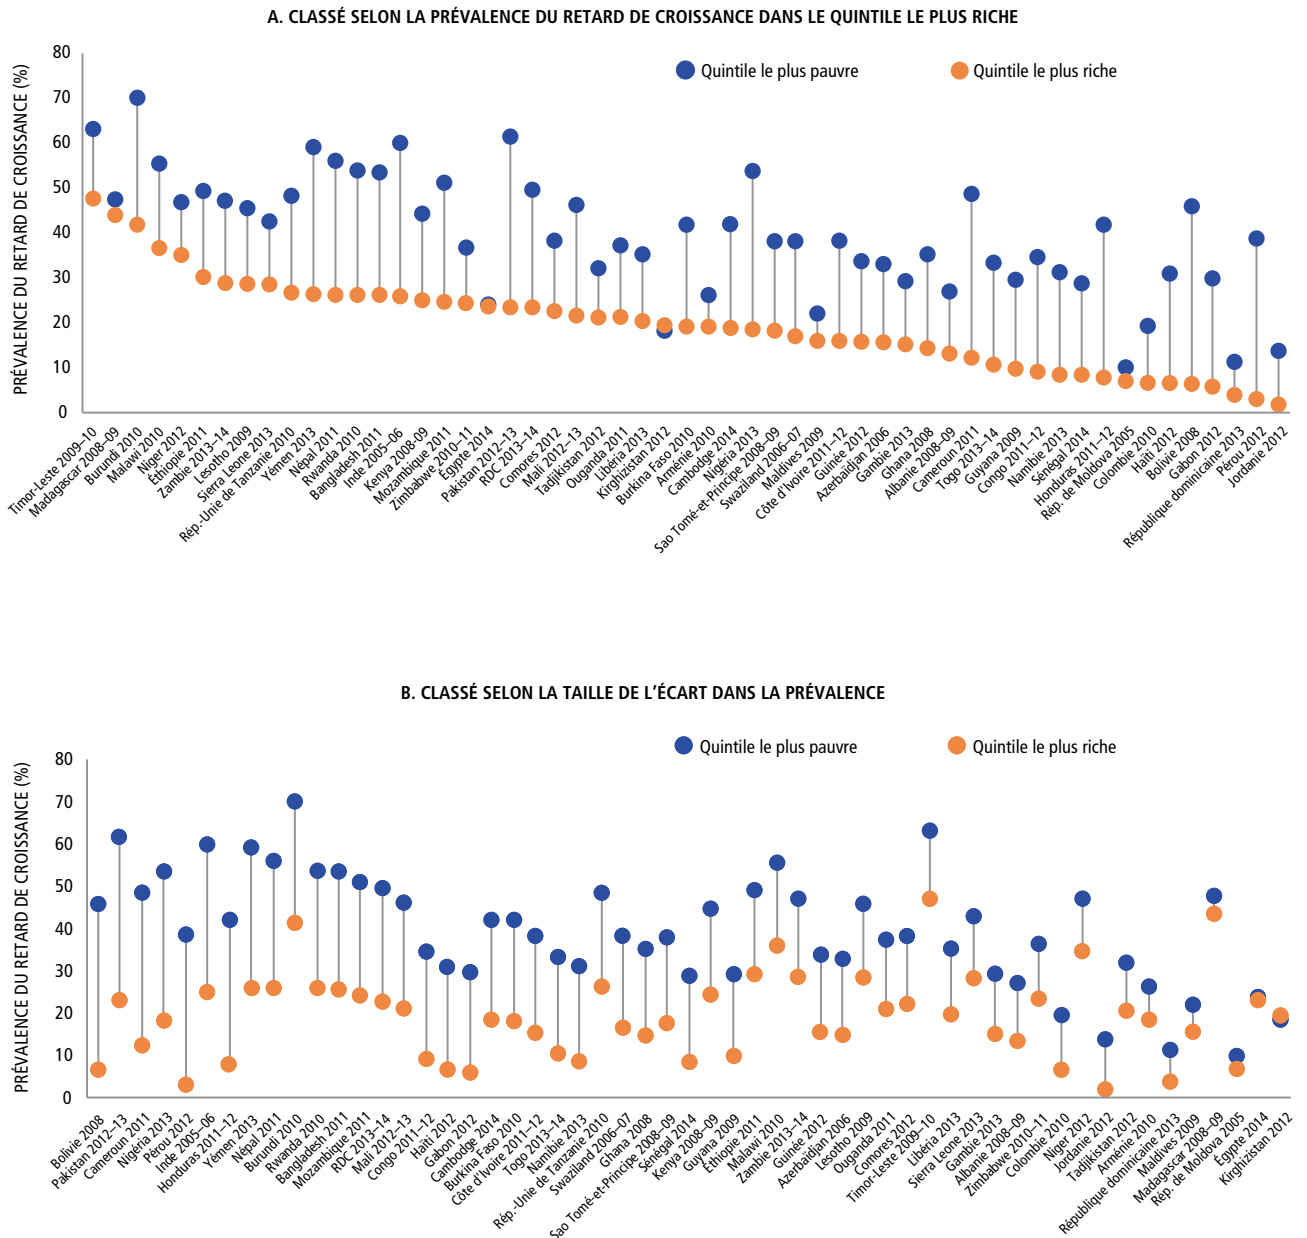 A. CLASSÉ SELON LA PRÉVALENCE DU RETARD DE CROISSANCE DANS LE QUINTILE LE PLUS RICHE
PRÉVALENCE DU RETARD DE CROISSANCE (%)
80
70
60
50
40
30
20
10
0
Quintile le plus pauvre
Quintile le plus riche
Timor-Leste 2009–10
Madagascar 2008–09
Burundi 2010
Malawi 2010
Niger 2012
Éthiopie 2011
Zambie 2013–14
Lesotho 2009
Sierra Leone 2013
Rép.-Unie de Tanzanie 2010
Yémen 2013
Népal 2011
Rwanda 2010
Bangladesh 2011
Inde 2005–06
Kenya 2008-09
Mozambique 2011
Zimbabwe 2010–11
Égypte 2014
Pakistan 2012–13
RDC 2013–14
Comores 2012
Mali 2012–13
Tadjikistan 2012
Ouganda 2011
Libéria 2013
Kirghizistan 2012
Burkina Faso 2010
Arménie 2010
Cambodge 2014
Nigéria 2013
Sao Tomé-et-Principe 2008–09
Swaziland 2006–07
Maldives 2009
Côte d'Ivoire 2011–12
Guinée 2012
Azerbaïdjan 2006
Gambie 2013
Ghana 2008
Albanie 2008–09
Cameroun 2011
Togo 2013–14
Guyana 2009
Congo 2011–12
Namibie 2013
Sénégal 2014
Honduras 2011–12
Rép. de Moldova 2005
Colombie 2010
Haïti 2012
Bolivie 2008
Gabon 2012
République dominicaine 2013
Pérou 2012
Jordanie 2012
B. CLASSÉ SELON LA TAILLE DE L'ÉCART DANS LA PRÉVALENCE
PRÉVALENCE DU RETARD DE CROISSANCE (%)
80
70
60
50
40
30
20
10
0
Quintile le plus pauvre
Quintile le plus riche
Bolivie 2008
Pakistan 2012–13
Cameroun 2011
Nigéria 2013
Pérou 2012
Inde 2005–06
Honduras 2011–12
Yémen 2013
Népal 2011
Burundi 2010
Rwanda 2010
Bangladesh 2011
Mozambique 2011
RDC 2013–14
Mali 2012–13
Congo 2011–12
Haïti 2012
Gabon 2012
Cambodge 2014
Burkina Faso 2010
Côte d'Ivoire 2011–12
Togo 2013–14
Namibie 2013
Rép.-Unie de Tanzanie 2010
Swaziland 2006–07
Ghana 2008
Sao Tomé-et-Principe 2008–09
Sénégal 2014
Kenya 2008–09
Guyana 2009
Éthiopie 2011
Malawi 2010
Zambie 2013–14
Guinée 2012
Azerbaïdjan 2006
Lesotho 2009
Ouganda 2011
Comores 2012
Timor-Leste 2009–10
Libéria 2013
Sierra Leone 2013
Gambie 2013
Albanie 2008–09
Zimbabwe 2010–11
Colombie 2010
Niger 2012
Jordanie 2012
Tadjikistan 2012
Arménie 2010
République dominicaine 2013
Maldives 2009
Madagascar 2008–09
Rép. de Moldova 2005
Égypte 2014
Kirghizistan 2012